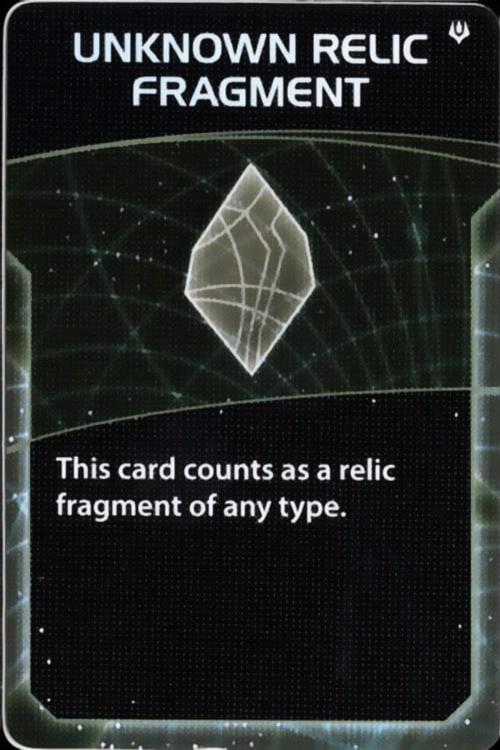 UNKNOWN RELIC
FRAGMENT
This card counts as a relic
fragment of any type.